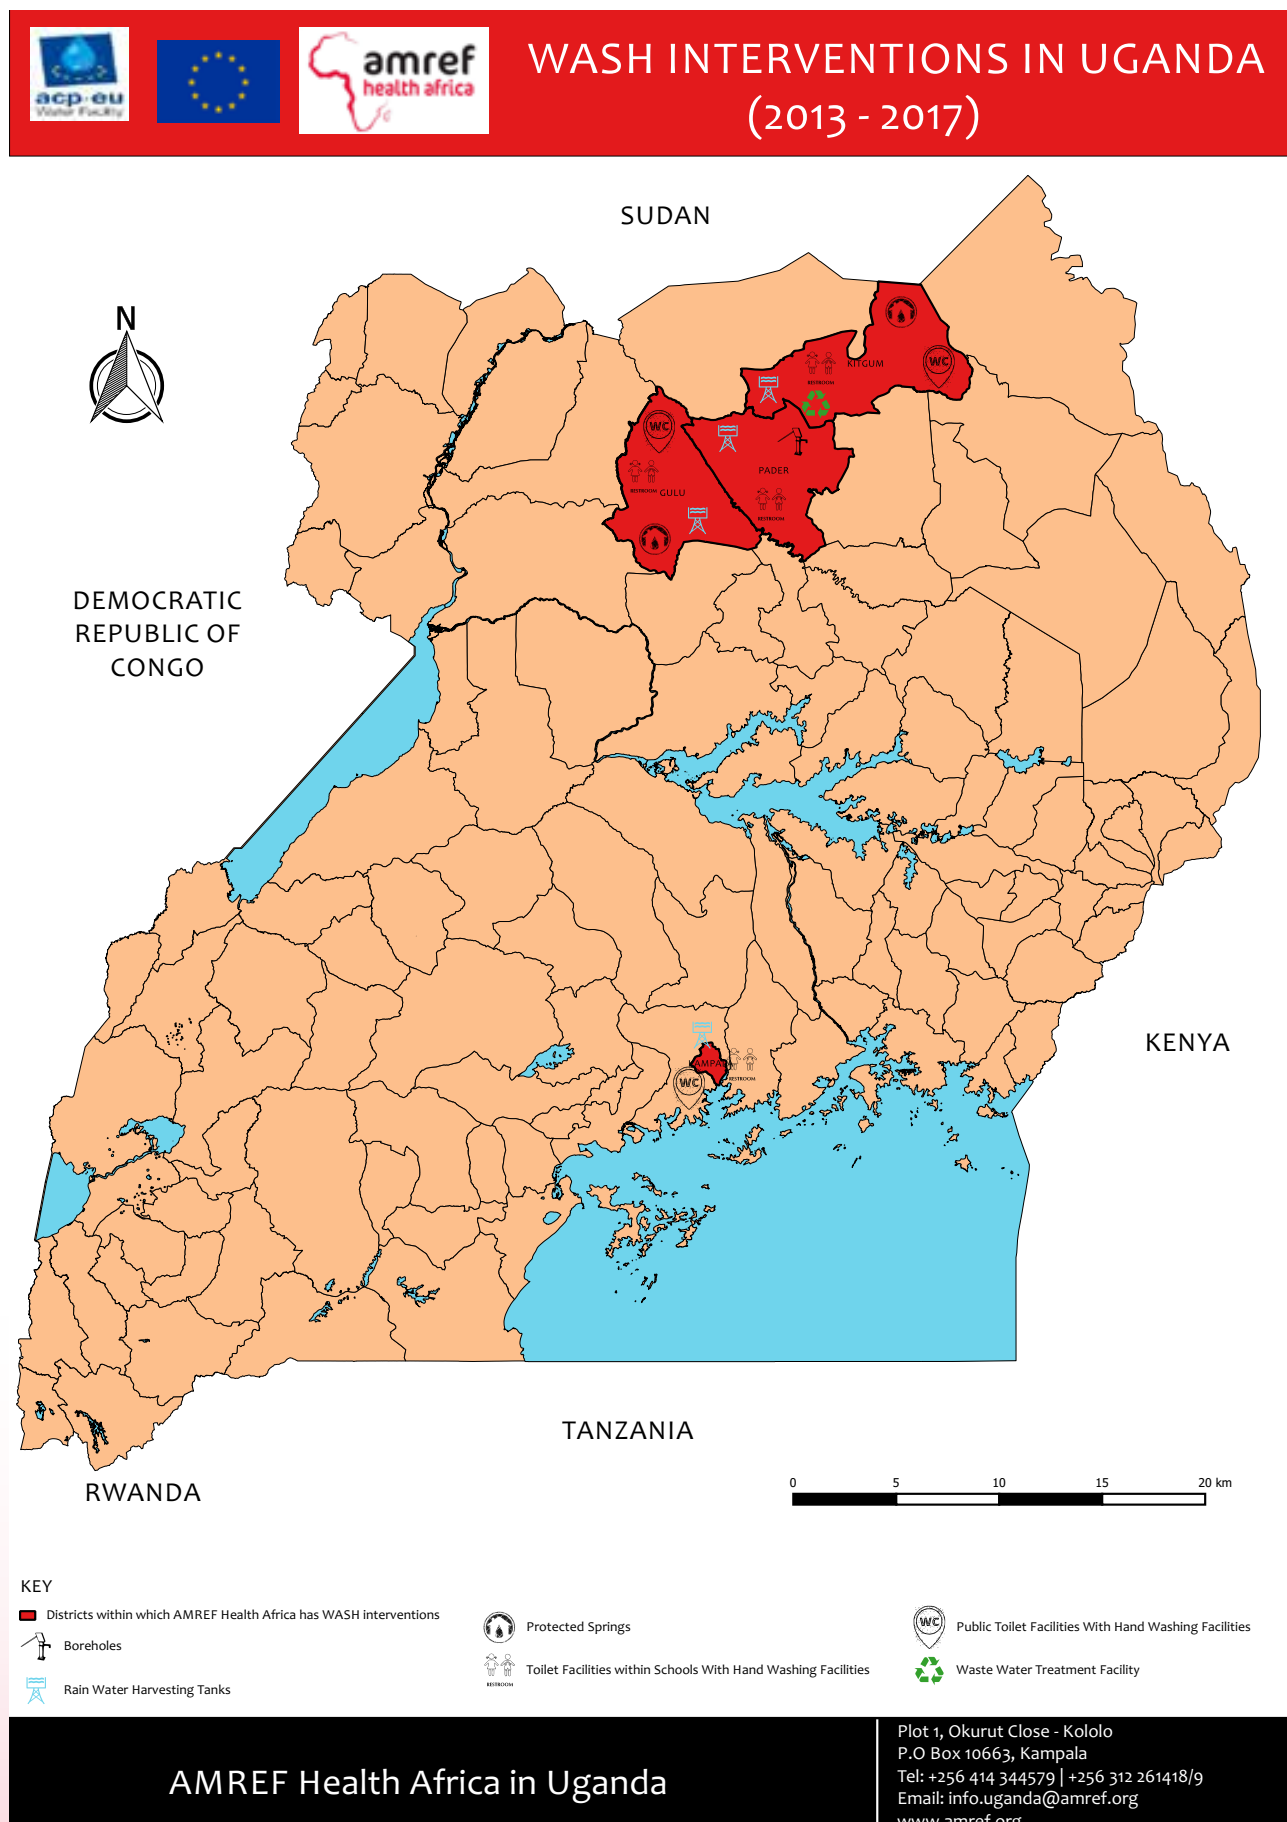 acp-eu
Water Facility
amref
health africa
WASH INTERVENTIONS IN UGANDA
(2013 - 2017)
SUDAN
N
WC
KITGUM
RESTROOM
WC
PADER
RESTROOM
GULU
RESTROOM
DEMOCRATIC
REPUBLIC OF
CONGO
KENYA
RESTROOM
WC
TANZANIA
RWANDA
0 5 10 15 20 km
KEY
Districts within which AMREF Health Africa has WASH interventions
Boreholes
Rain Water Harvesting Tanks
Protected Springs
RESTROOM
Toilet Facilities within Schools With Hand Washing Facilities
WC
Public Toilet Facilities With Hand Washing Facilities
Waste Water Treatment Facility
AMREF Health Africa in Uganda
Plot 1, Okurut Close - Kololo
P.O Box 10663, Kampala
Tel: +256 414 344579 | +256 312 261418/9
Email: info.uganda@amref.org
www.amref.org